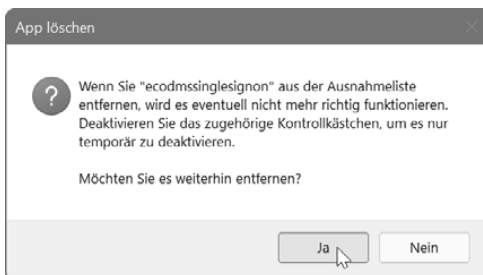 App löschen
Wenn Sie "ecodmssinglesignon" aus der Ausnahmeliste
entfernen, wird es eventuell nicht mehr richtig funktionieren.
Deaktivieren Sie das zugehörige Kontrollkästchen, um es nur
temporär zu deaktivieren.
Möchten Sie es weiterhin entfernen?
Ja
Nein